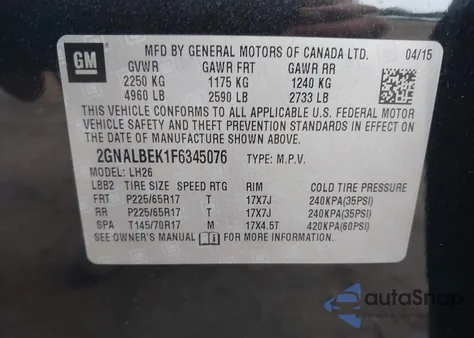 GM
MFD BY GENERAL MOTORS OF CANADA LTD. 04/15
GVWR GAWR FRT GAWR RR
2250 KG 1175 KG 1240 KG
4960 LB 2590 LB 2733 LB
THIS VEHICLE CONFORMS TO ALL APPLICABLE U.S. FEDERAL MOTOR
VEHICLE SAFETY AND THEFT PREVENTION STANDARDS IN EFFECT ON
THE DATE OF MANUFACTURE SHOWN ABOVE.
2GNALBEK1F6345076 TYPE: M.P.V.
MODEL: LH26
LBB2 TIRE SIZE SPEED RTG RIM COLD TIRE PRESSURE
FRT P225/65R17 T 17X7J 240KPA(35PSI)
RR P225/65R17 T 17X7J 240KPA(35PSI)
SPA T145/70R17 M 17X4.5T 420KPA(60PSI)
SEE OWNER'S MANUAL FOR MORE INFORMATION
autoSnap